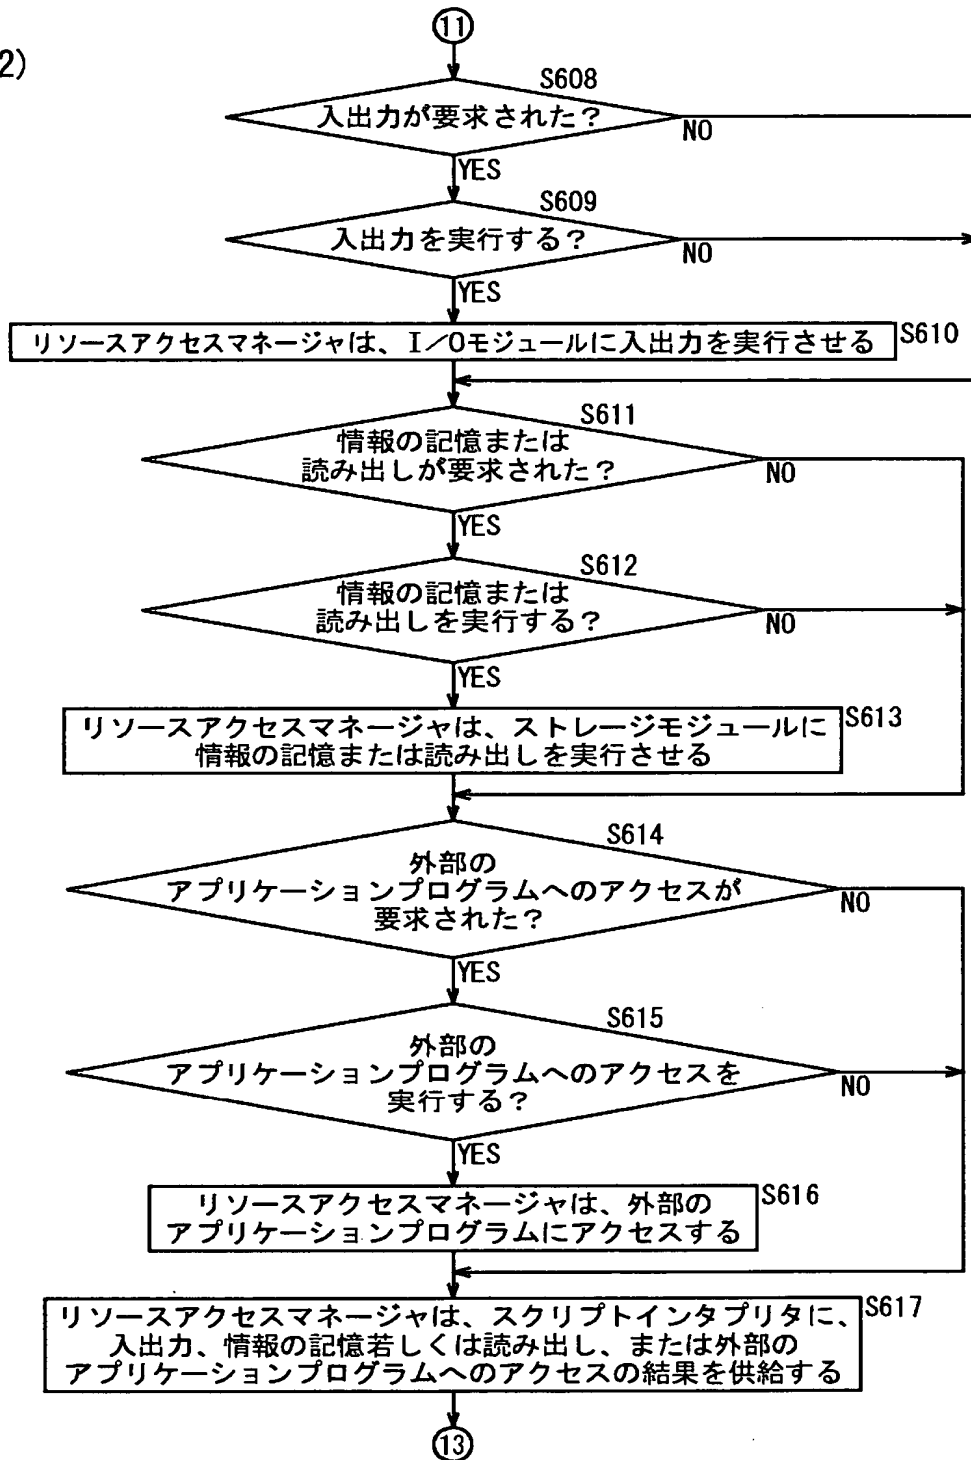 11
2)
S608
入出力が要求された？
NO
YES
S609
入出力を実行する？
NO
YES
リソースアクセスマネージャは、I／Oモジュールに入出力を実行させる
S610
S611
情報の記憶または
読み出しが要求された？
NO
YES
S612
情報の記憶または
読み出しを実行する？
NO
YES
S613
リソースアクセスマネージャは、ストレージモジュールに
情報の記憶または読み出しを実行させる
S614
外部の
アプリケーションプログラムへのアクセスが
要求された？
NO
YES
S615
外部の
アプリケーションプログラムへのアクセスを
実行する？
NO
YES
S616
リソースアクセスマネージャは、外部の
アプリケーションプログラムにアクセスする
S617
リソースアクセスマネージャは、スクリプトインタプリタに、
入出力、情報の記憶若しくは読み出し、または外部の
アプリケーションプログラムへのアクセスの結果を供給する
13